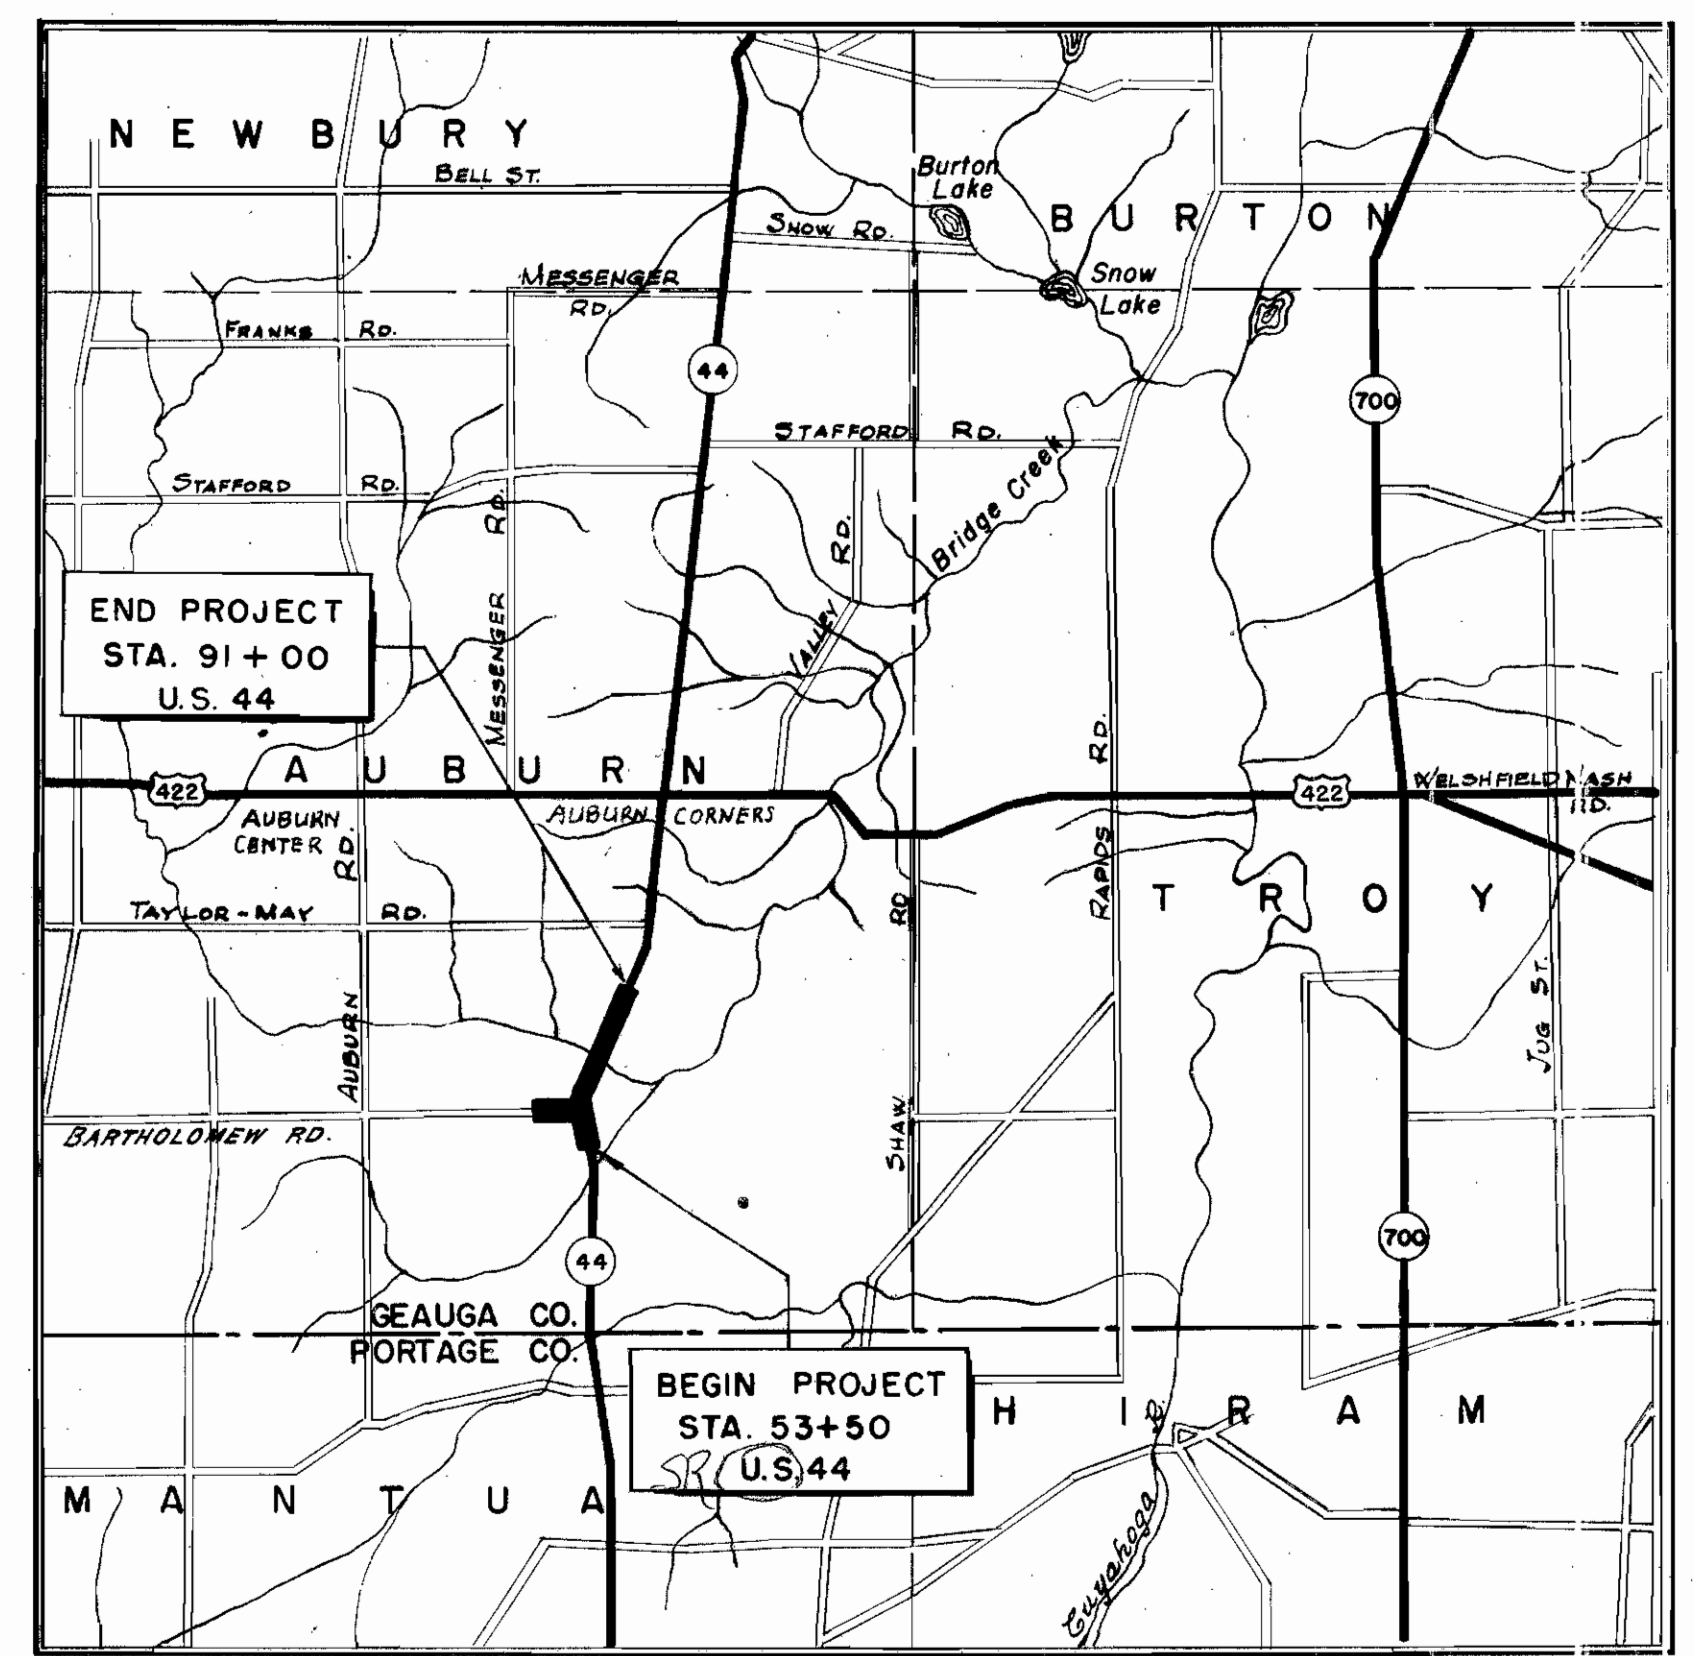 NEWBURY
BELL ST.
Burton
Lake
BURTON
SNOW RD.
Snow
Lake
MESSENGER
RD.
FRANKS RD.
44
700
STAFFORD RD.
STAFFORD RD.
MESSENGER RD.
VALLEY RD.
Bridge Creek
END PROJECT
STA. 91+00
U.S. 44
RAPIDS RD.
AUBURN
422
AUBURN CORNERS
422
WELSHFIELD NASH
RD.
AUBURN
CENTER
AUBURN RD.
TROY
TAYLOR-MAY RD.
SHAW RD.
JUG ST.
BARTHOLOMEW RD.
44
700
GEAUGA CO.
PORTAGE CO.
BEGIN PROJECT
STA. 53+50
SR U.S. 44
HIRAM
MANTUA
Cuyahoga R.